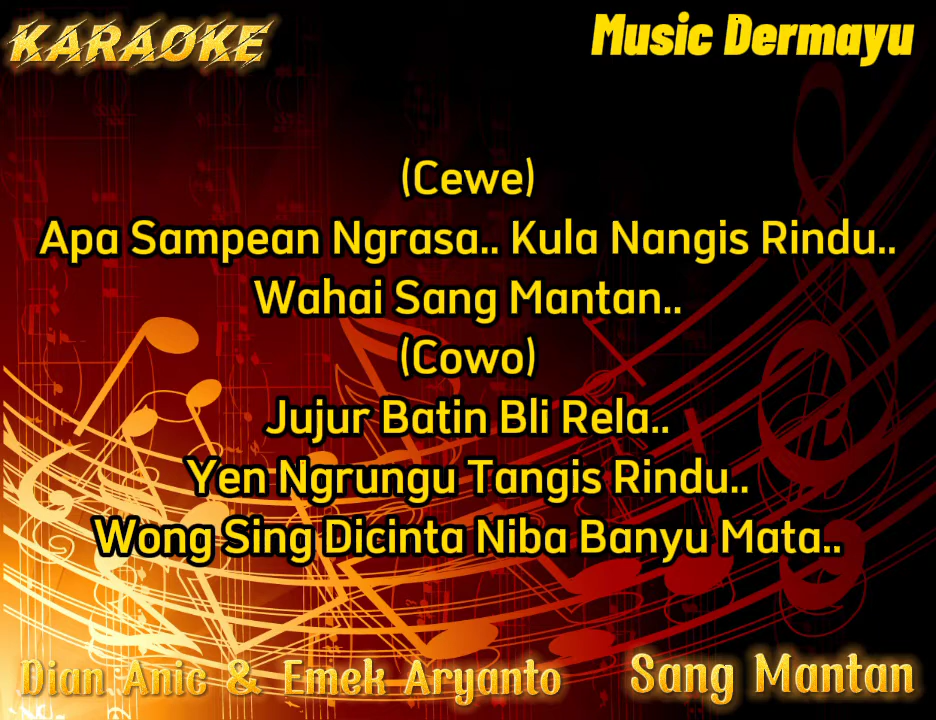 KARAOKE
Music Dermayu
(Cewe)
Apa Sampean Ngrasa.. Kula Nangis Rindu..
Wahai Sang Mantan..
(Cowo)
Jujur Batin Bli Rela..
Yen Ngrungu Tangis Rindu..
Wong Sing Dicinta Niba Banyu Mata..
Dian Anic & Emek Aryanto
Sang Mantan